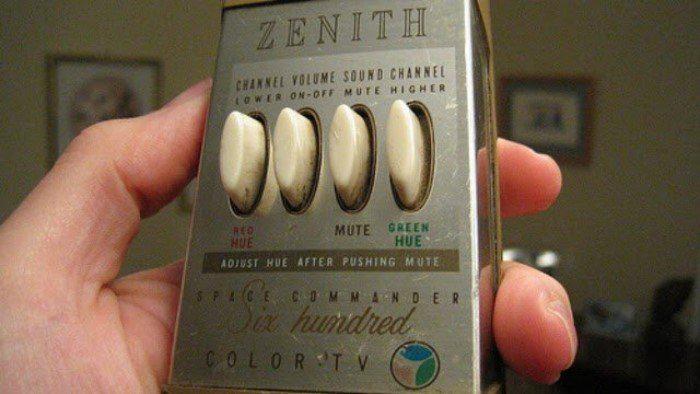 ZENITH
CHANNEL VOLUME SOUND CHANNEL
LOWER ON-OFF MUTE HIGHER
RED HUE MUTE GREEN HUE
ADJUST HUE AFTER PUSHING MUTE
SPACE COMMANDER
Six hundred
COLOR TV